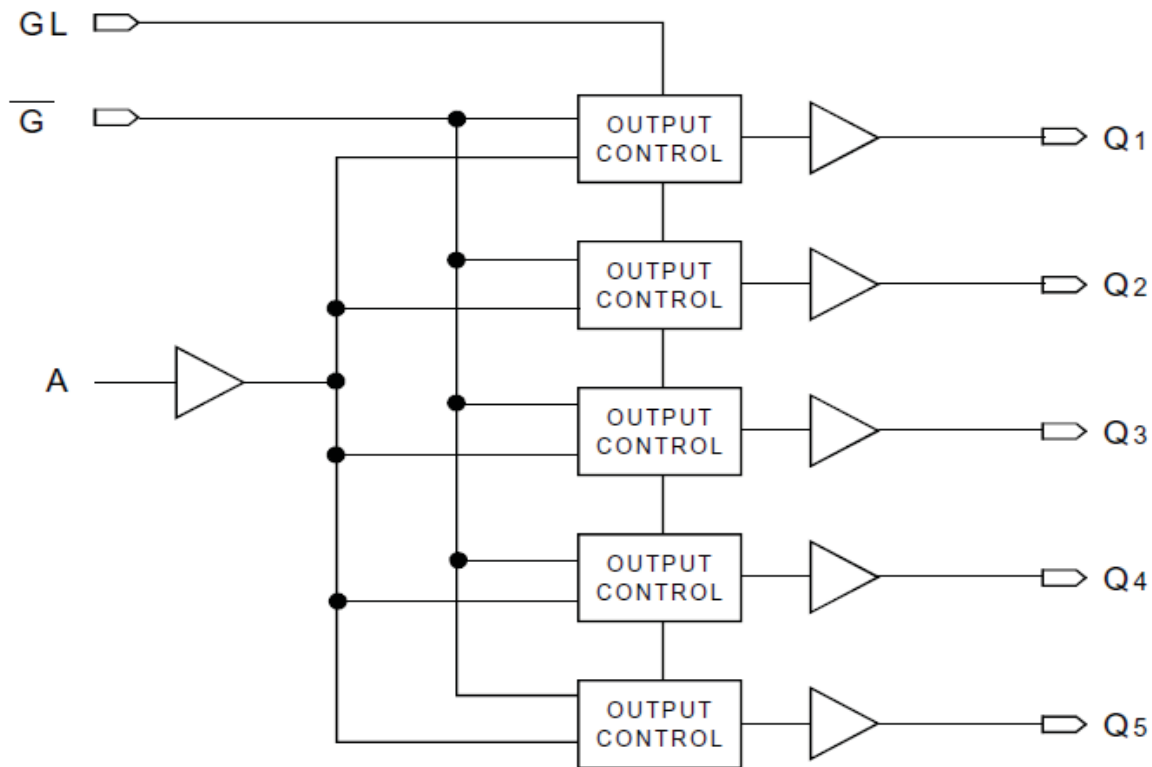 GL
G̅
OUTPUT
CONTROL
Q1
OUTPUT
CONTROL
Q2
A
OUTPUT
CONTROL
Q3
OUTPUT
CONTROL
Q4
OUTPUT
CONTROL
Q5